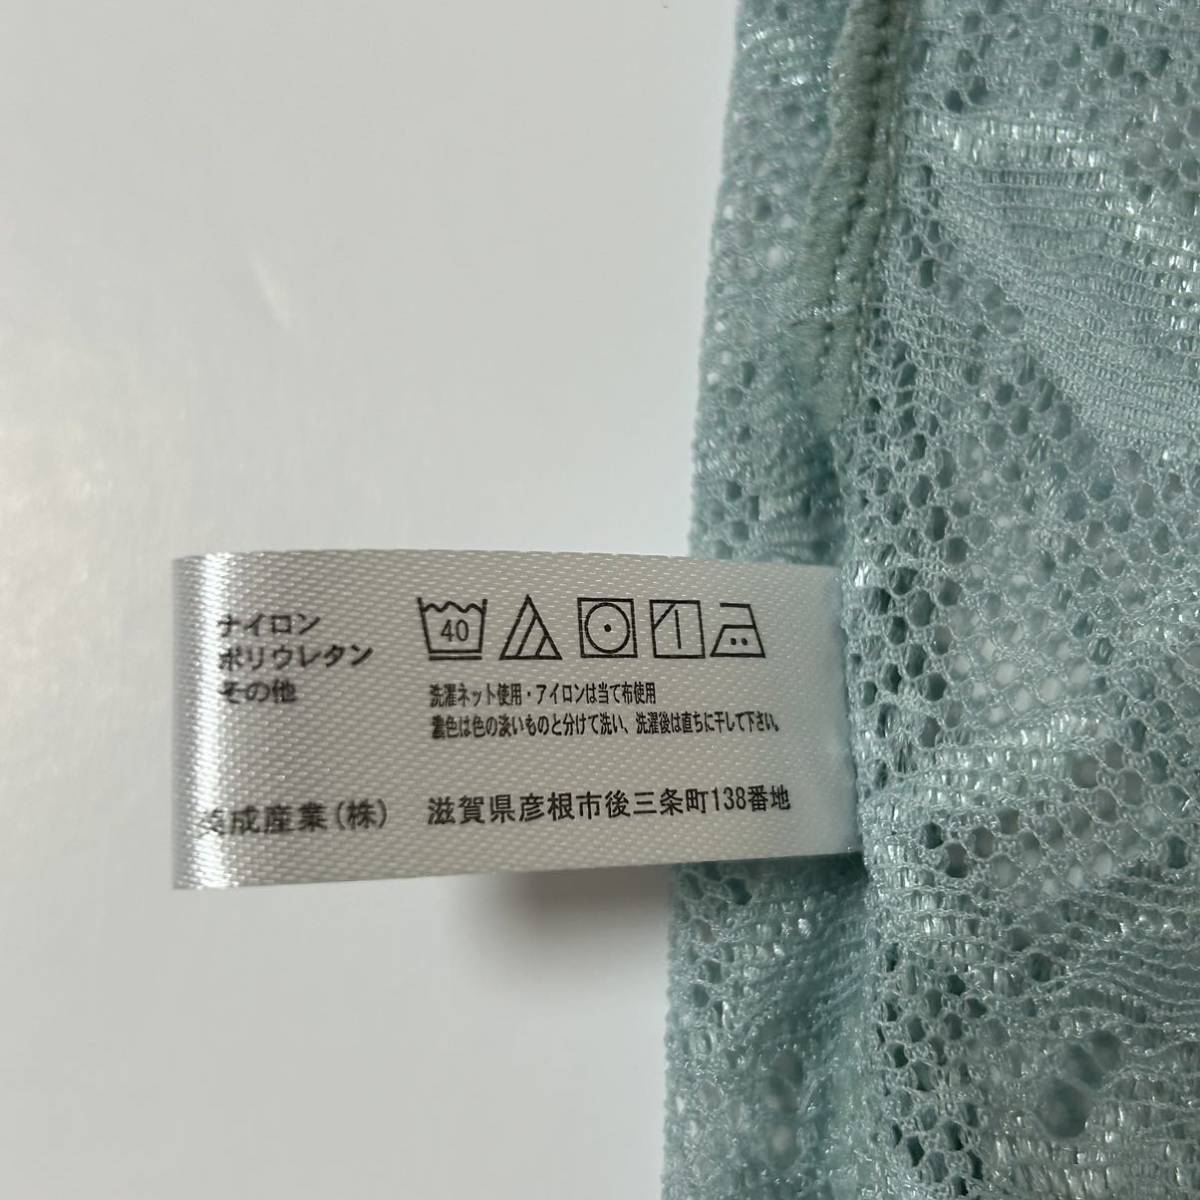 ナイロン
ポリウレタン
その他
40
洗濯ネット使用・アイロンは当て布使用
濃色は色の淡いものと分けて洗い、洗濯後は直ちに干して下さい。
成産業(株) 滋賀県彦根市後三条町138番地